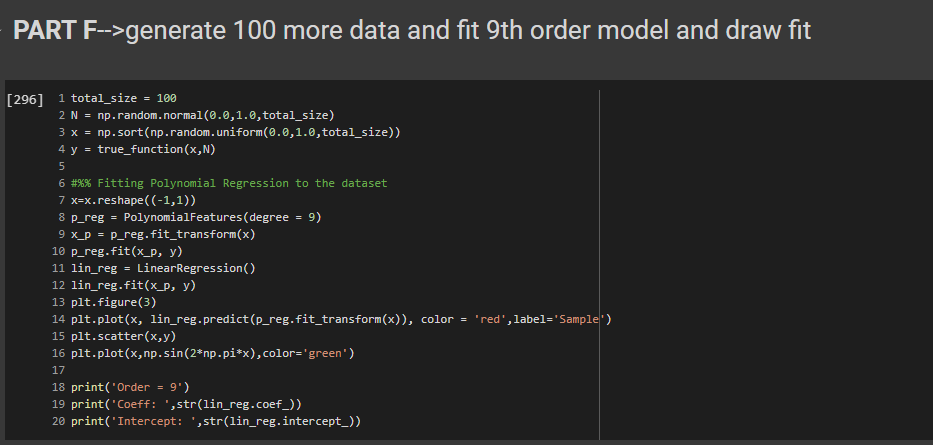 PART F-->generate 100 more data and fit 9th order model and draw fit
[296] 1 total_size = 100
2 N = np.random.normal(0.0,1.0,total_size)
3 x = np.sort(np.random.uniform(0.0,1.0,total_size))
4 y = true_function(x,N)
5
6 #%% Fitting Polynomial Regression to the dataset
7 x=x.reshape((-1,1))
8 p_reg = PolynomialFeatures(degree = 9)
9 x_p = p_reg.fit_transform(x)
10 p_reg.fit(x_p, y)
11 lin_reg = LinearRegression()
12 lin_reg.fit(x_p, y)
13 plt.figure(3)
14 plt.plot(x, lin_reg.predict(p_reg.fit_transform(x)), color = 'red',label='Sample')
15 plt.scatter(x,y)
16 plt.plot(x,np.sin(2*np.pi*x),color='green')
17
18 print('Order = 9')
19 print('Coeff: ',str(lin_reg.coef_))
20 print('Intercept: ',str(lin_reg.intercept_))